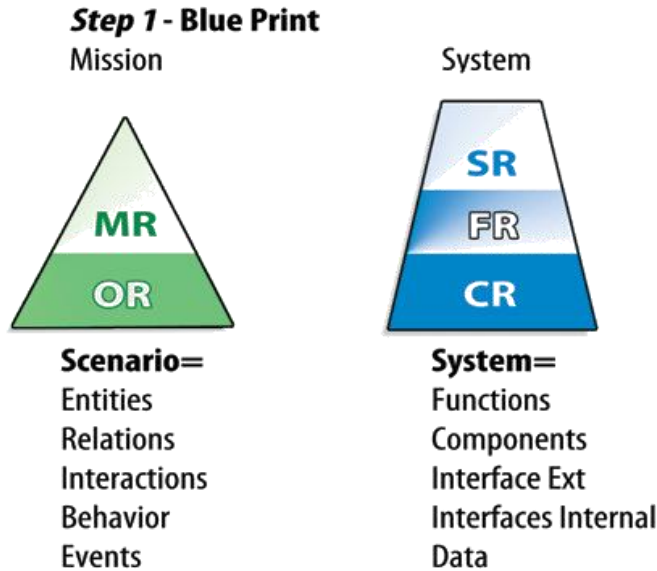 Step 1 - Blue Print
Mission
System
MR
OR
SR
FR
CR
Scenario=
Entities
Relations
Interactions
Behavior
Events
System=
Functions
Components
Interface Ext
Interfaces Internal
Data